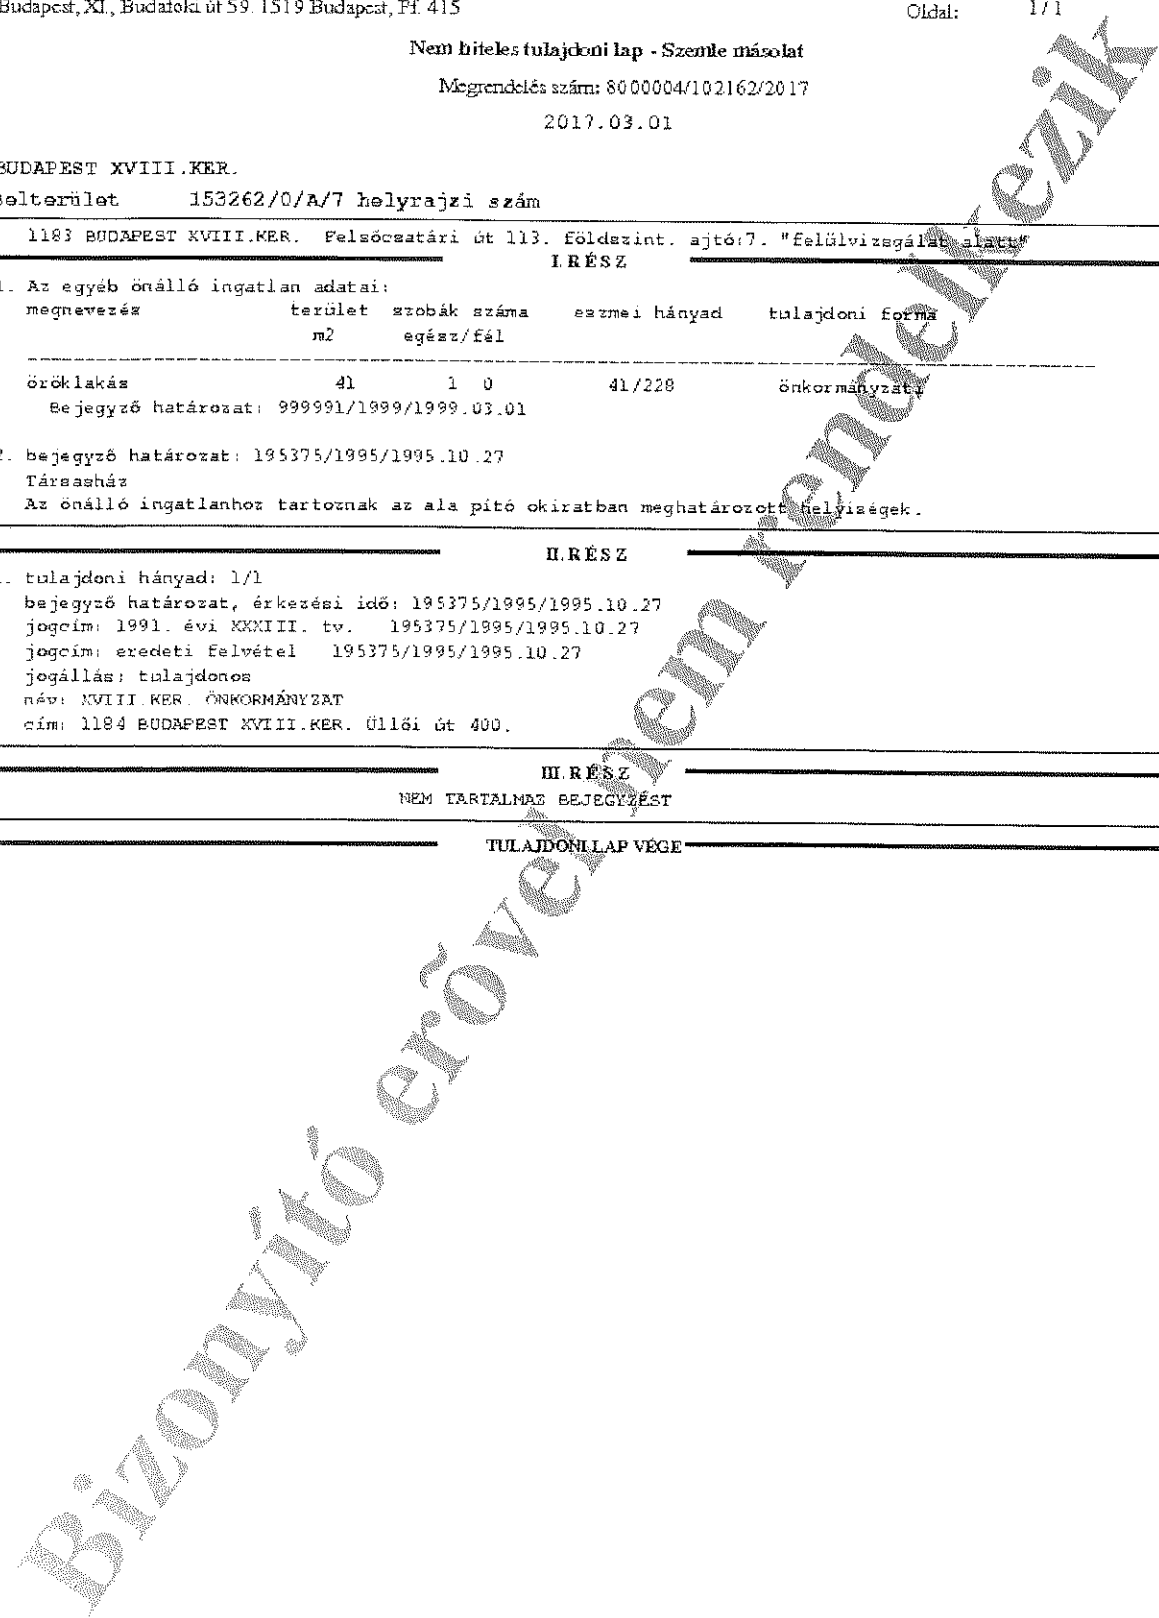 Budapest, XI., Budafoki út 59. 1519 Budapest, Pf. 415
Oldal: 1/1
Nem hiteles tulajdoni lap - Szemle másolat
Megrendelés szám: 8000004/102162/2017
2017.03.01
BUDAPEST XVIII.KER.
Belterület 153262/0/A/7 helyrajzi szám
1183 BUDAPEST XVIII.KER. Felsőcsatári út 113. földszint. ajtó:7. "felülvizsgálat alatt"
I.RÉSZ
1. Az egyéb önálló ingatlan adatai:
megnevezés terület szobák száma eszmei hányad tulajdoni forma
m2 egész/fél
öröklakás 41 1 0 41/228 önkormányzati
Bejegyző határozat: 999991/1999/1999.03.01
2. bejegyző határozat: 195375/1995/1995.10.27
Társasház
Az önálló ingatlanhoz tartoznak az ala pító okiratban meghatározott helyiségek.
II.RÉSZ
1. tulajdoni hányad: 1/1
bejegyző határozat, érkezési idő: 195375/1995/1995.10.27
jogcím: 1991. évi XXXIII. tv. 195375/1995/1995.10.27
jogcím: eredeti felvétel 195375/1995/1995.10.27
jogállás: tulajdonos
név: XVIII.KER. ÖNKORMÁNYZAT
cím: 1184 BUDAPEST XVIII.KER. Üllői út 400.
III.RÉSZ
NEM TARTALMAZ BEJEGYZÉST
TULAJDONI LAP VÉGE
Bizonyító erővel nem rendelkezik